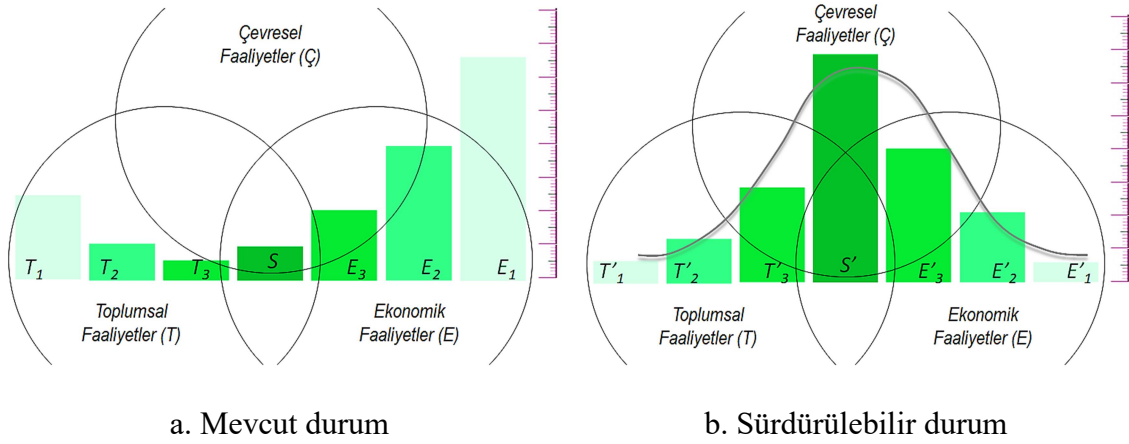 Çevresel
Faaliyetler (Ç)
T1
T2
T3
S
E3
E2
E1
Toplumsal
Faaliyetler (T)
Ekonomik
Faaliyetler (E)
a. Mevcut durum
Çevresel
Faaliyetler (Ç)
T'1
T'2
T'3
S'
E'3
E'2
E'1
Toplumsal
Faaliyetler (T)
Ekonomik
Faaliyetler (E)
b. Sürdürülebilir durum